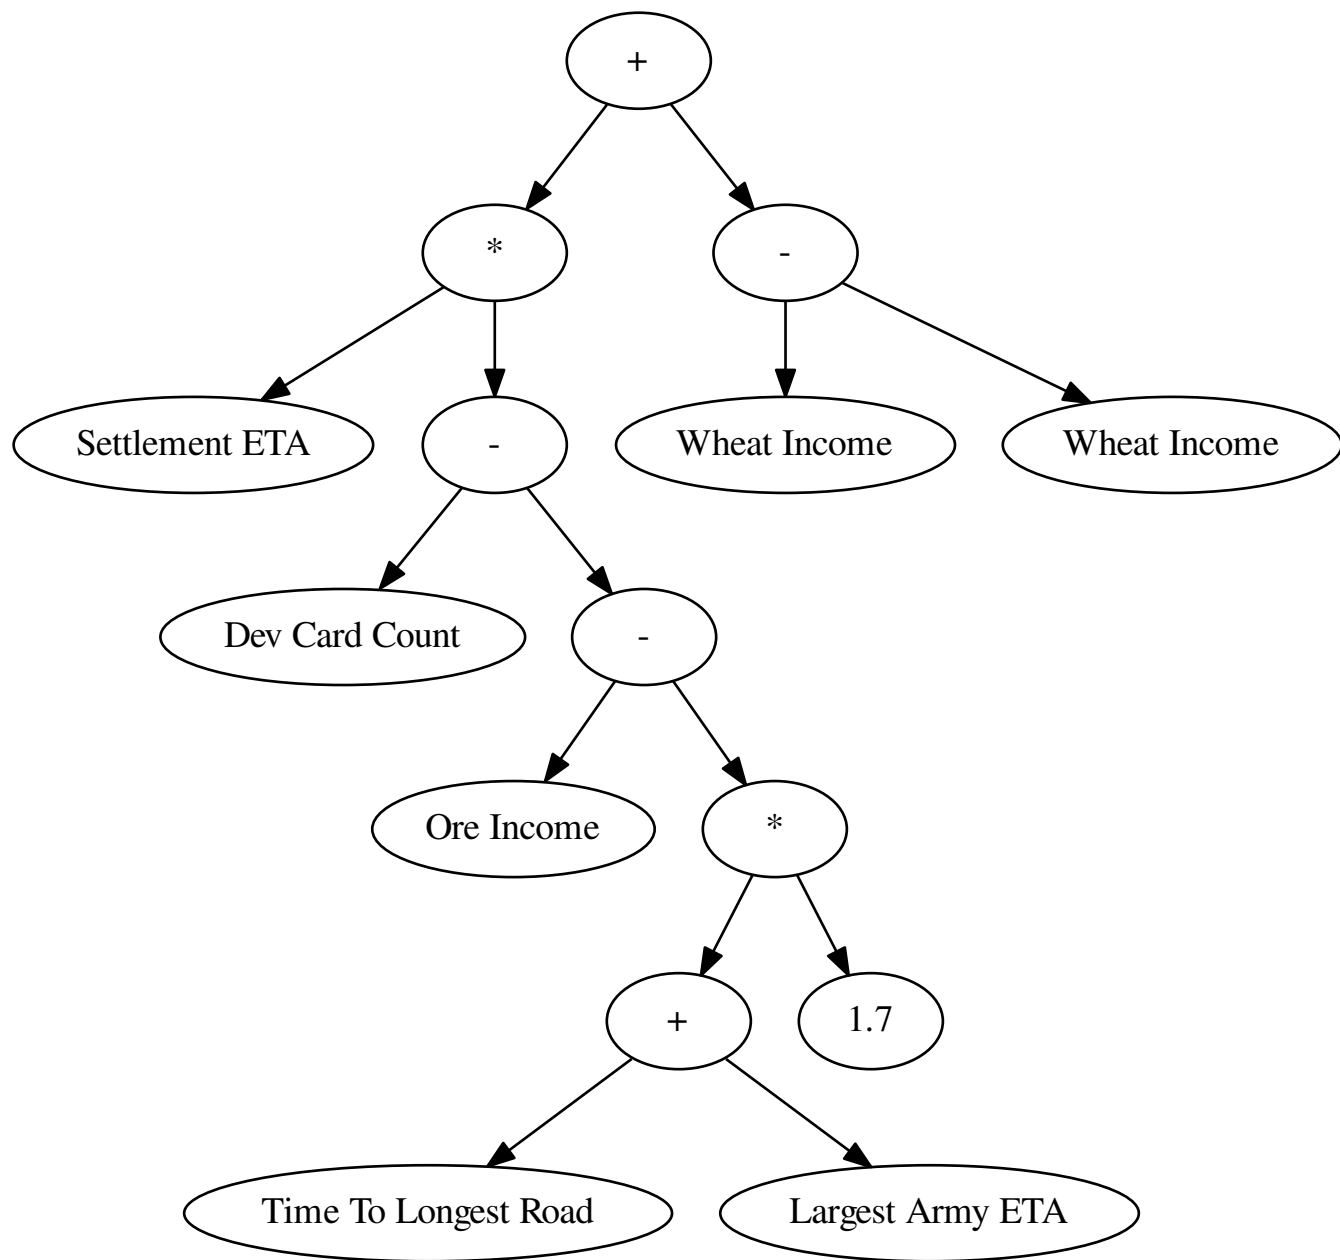 +
*
-
Settlement ETA
-
Wheat Income
Wheat Income
Dev Card Count
-
Ore Income
*
+
1.7
Time To Longest Road
Largest Army ETA